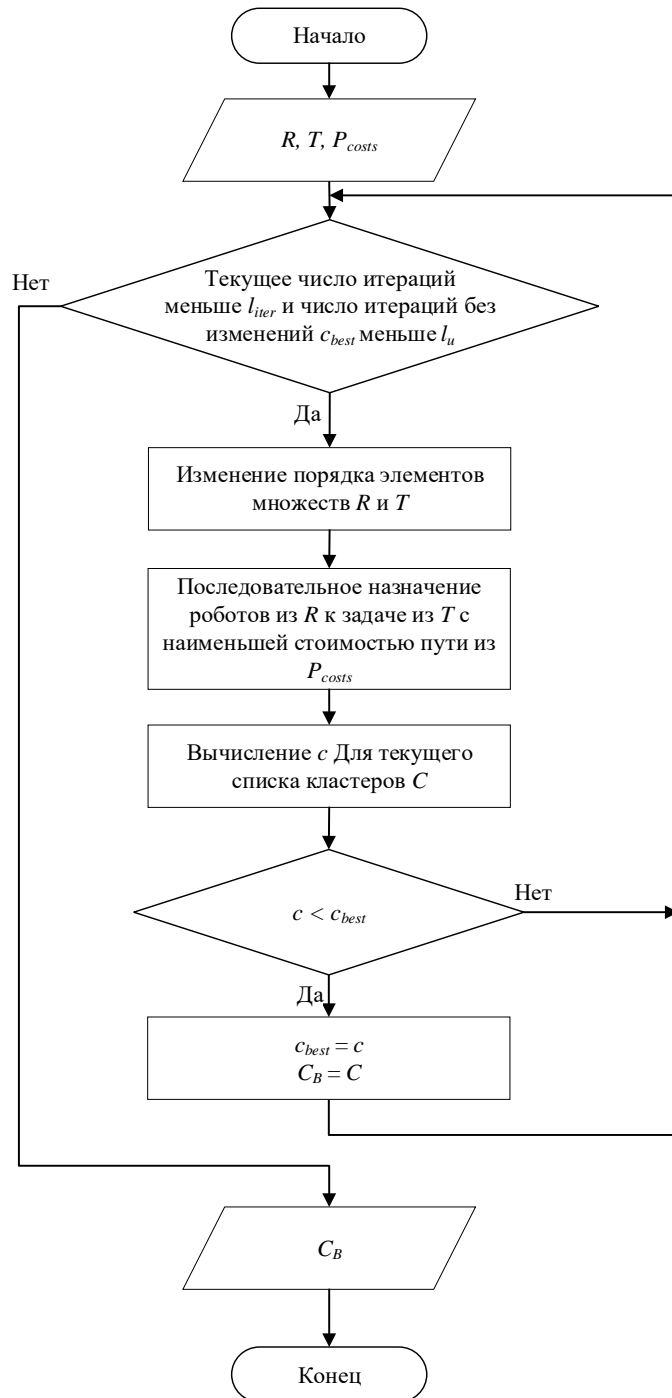 Начало
R, T, P_costs
Нет
Текущее число итераций
меньше l_iter и число итераций без
изменений c_best меньше l_u
Да
Изменение порядка элементов
множеств R и T
Последовательное назначение
роботов из R к задаче из T с
наименьшей стоимостью пути из
P_costs
Вычисление c Для текущего
списка кластеров C
Нет
c < c_best
Да
c_best = c
C_B = C
C_B
Конец